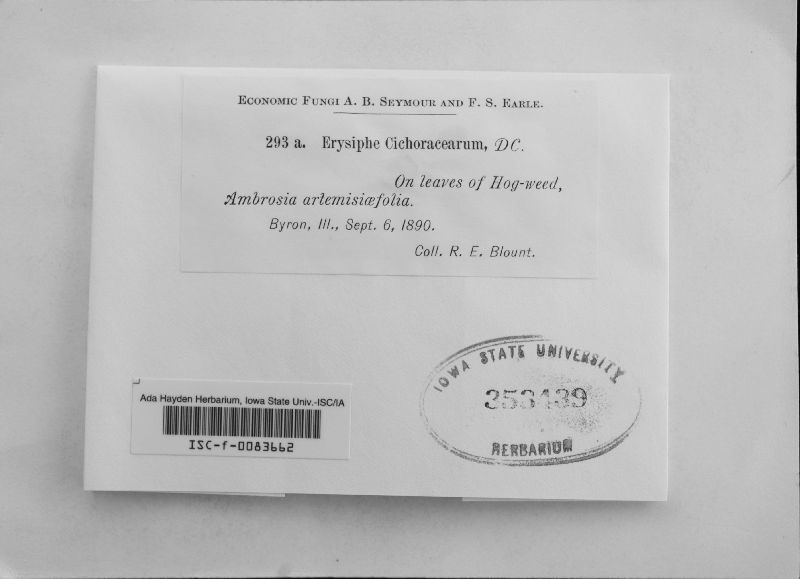 Economic Fungi A. B. Seymour and F. S. Earle.
293 a. Erysiphe Cichoracearum, DC.
On leaves of Hog-weed,
Ambrosia artemisiæfolia.
Byron, Ill., Sept. 6, 1890.
Coll. R. E. Blount.
IOWA STATE UNIVERSITY
353439
HERBARIUM
Ada Hayden Herbarium, Iowa State Univ.-ISC/IA
ISC-f-0083662